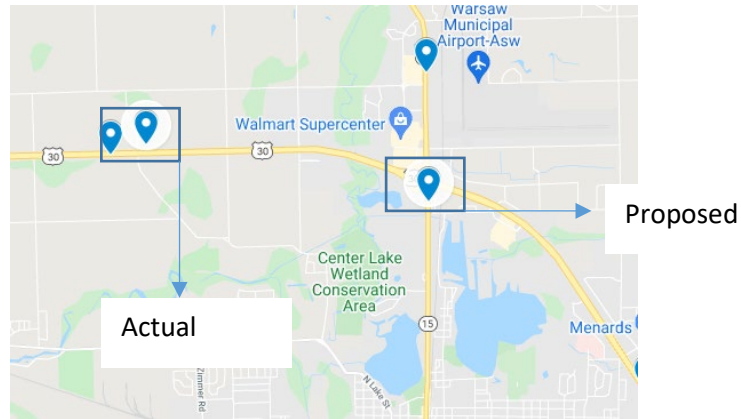 Warsaw
Municipal
Airport-Asw
Walmart Supercenter
30
30
Proposed
Center Lake
Wetland
Conservation
Area
Actual
15
Menards
Zimmer Rd
N Lake St